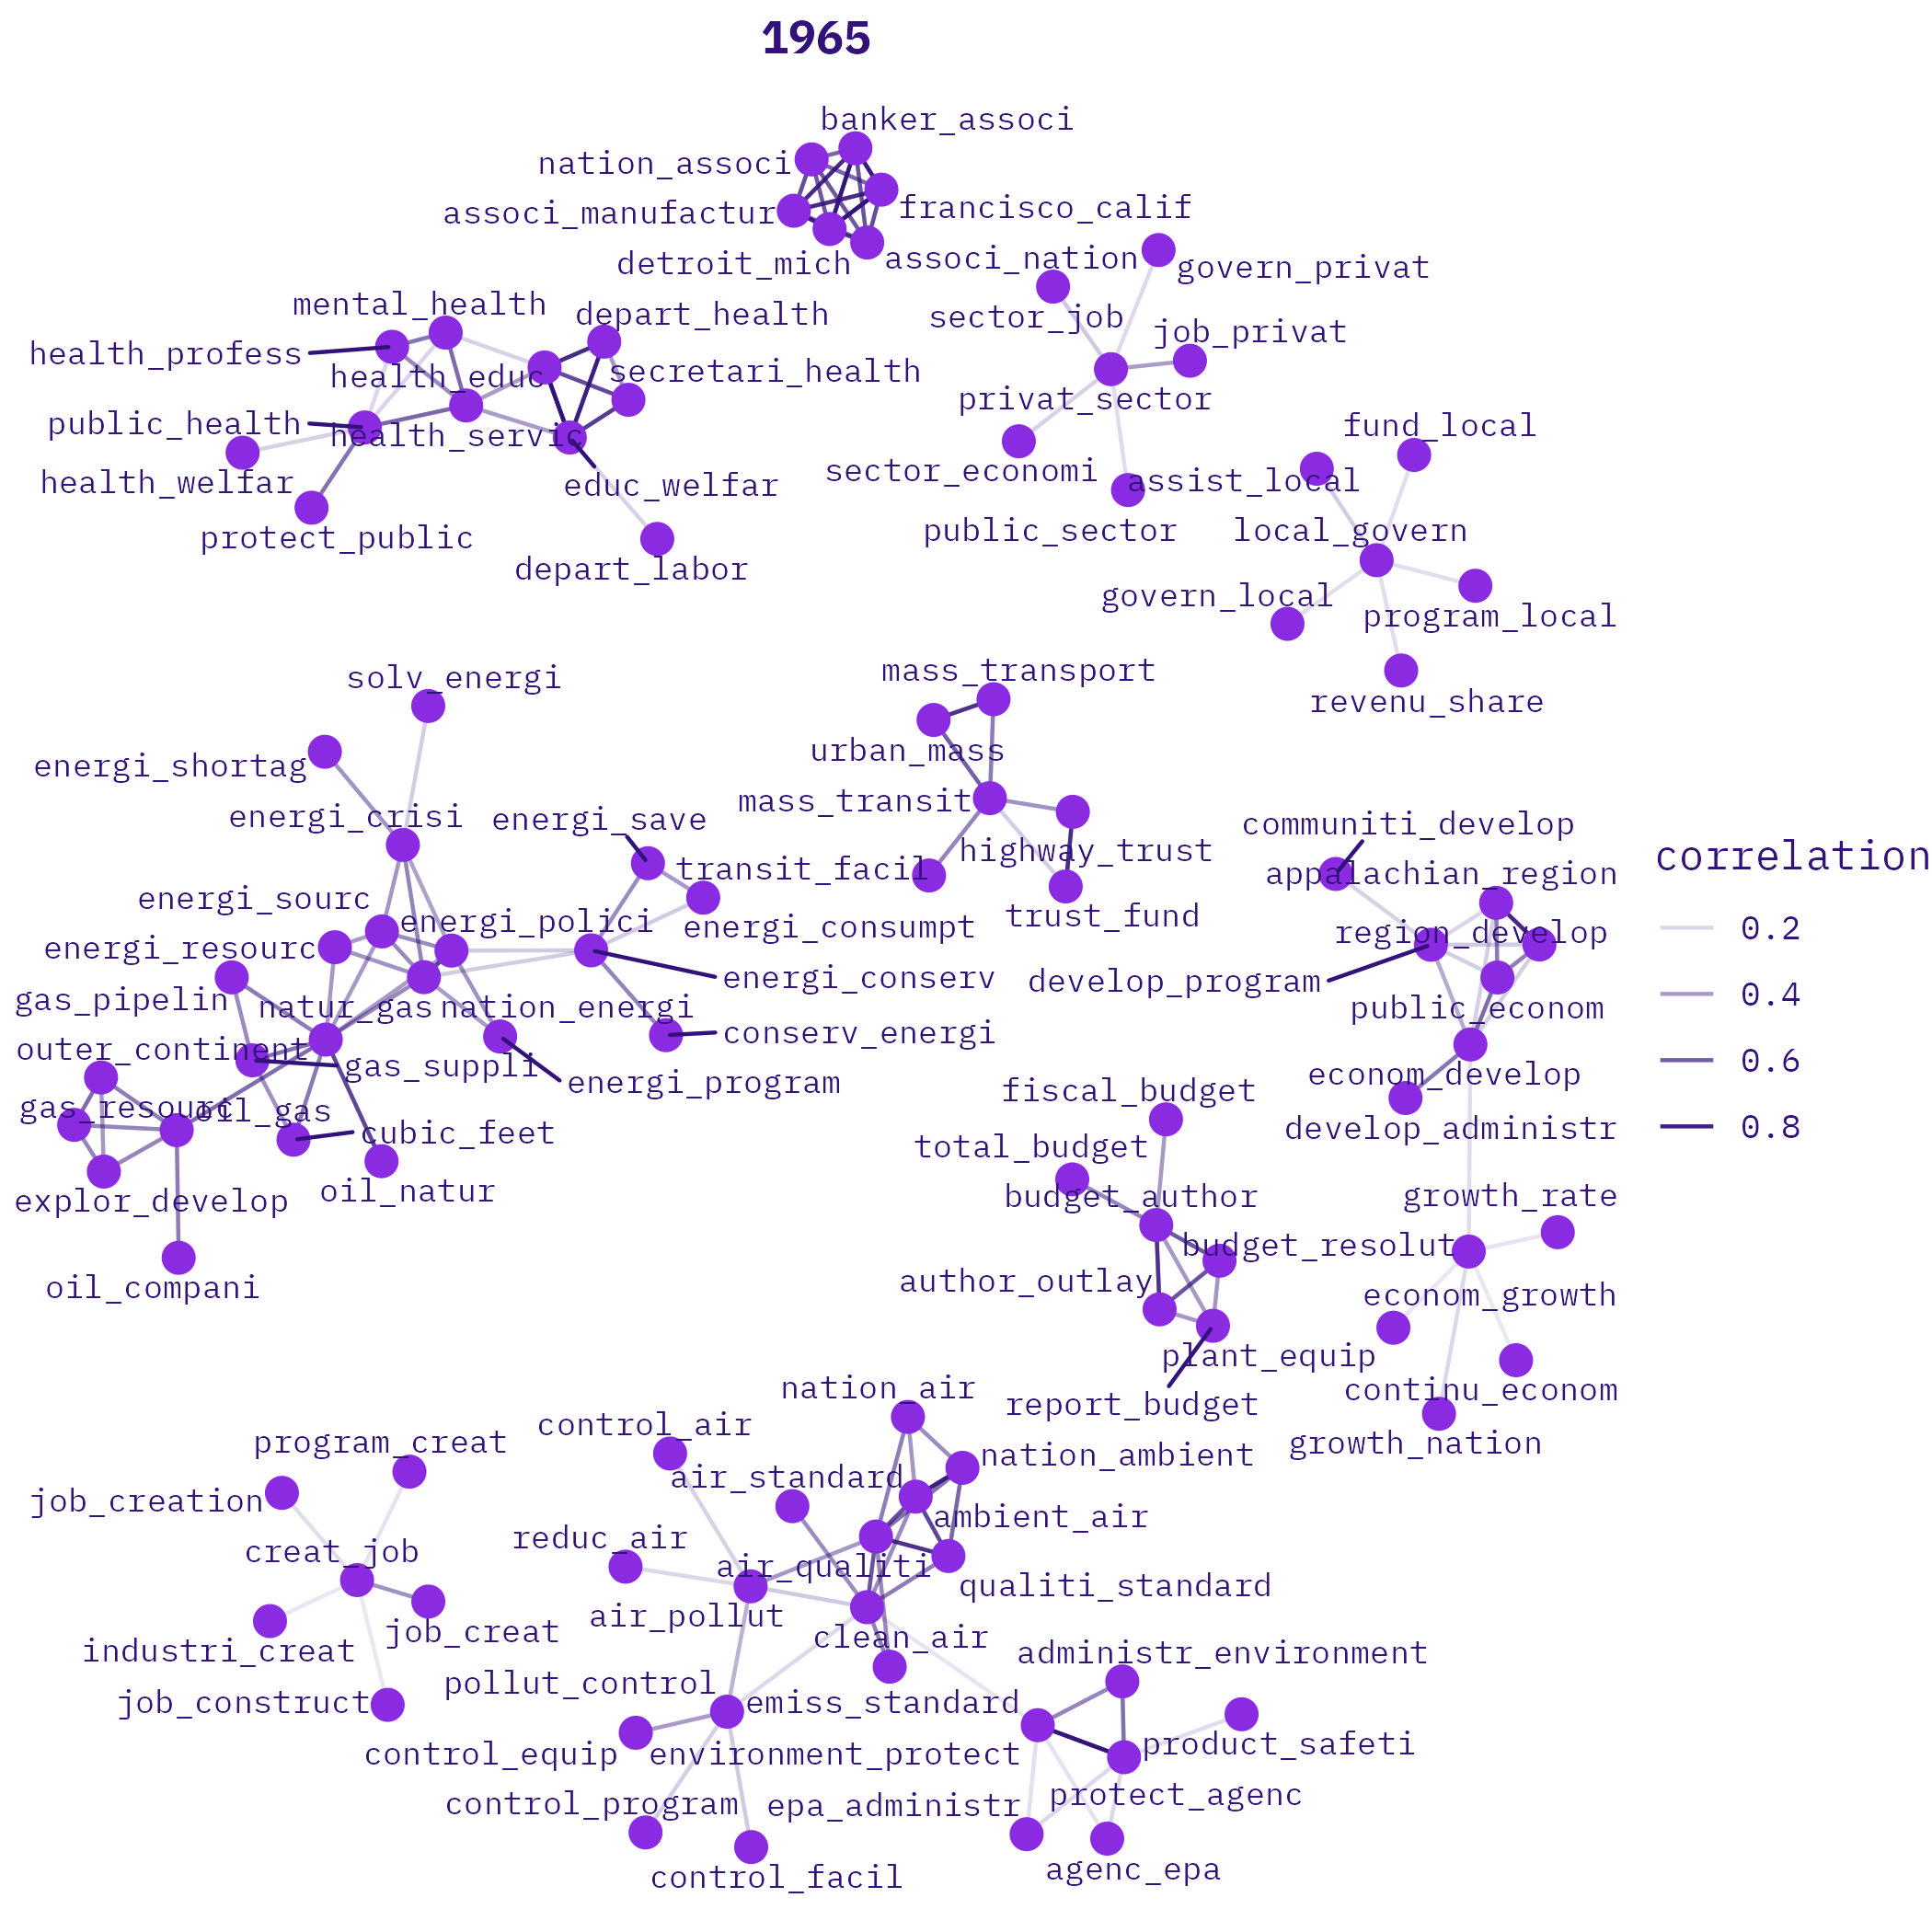 1965
banker_associ
nation_associ
associ_manufactur
francisco_calif
detroit_mich
associ_nation
govern_privat
mental_health
depart_health
sector_job
job_privat
health_profess
health_educ
secretari_health
privat_sector
public_health
health_servic
fund_local
health_welfar
educ_welfar
sector_economi
assist_local
protect_public
public_sector
local_govern
depart_labor
govern_local
program_local
solv_energi
mass_transport
revenu_share
energi_shortag
urban_mass
energi_crisi
energi_save
mass_transit
communiti_develop
highway_trust
correlation
transit_facil
appalachian_region
energi_sourc
energi_polici
energi_consumpt
trust_fund
region_develop
0.2
energi_resourc
energi_conserv
develop_program
0.4
gas_pipelin
natur_gas
nation_energi
public_econom
conserv_energi
outer_continent
gas_suppli
energi_program
econom_develop
0.6
fiscal_budget
gas_resourc
oil_gas
cubic_feet
develop_administr
0.8
total_budget
explor_develop
oil_natur
budget_author
growth_rate
budget_resolut
oil_compani
author_outlay
econom_growth
plant_equip
nation_air
report_budget
continu_econom
control_air
program_creat
nation_ambient
growth_nation
job_creation
air_standard
ambient_air
creat_job
reduc_air
air_qualiti
qualiti_standard
industri_creat
job_creat
air_pollut
clean_air
administr_environment
job_construct
pollut_control
emiss_standard
control_equip
environment_protect
product_safeti
control_program
epa_administr
protect_agenc
control_facil
agenc_epa